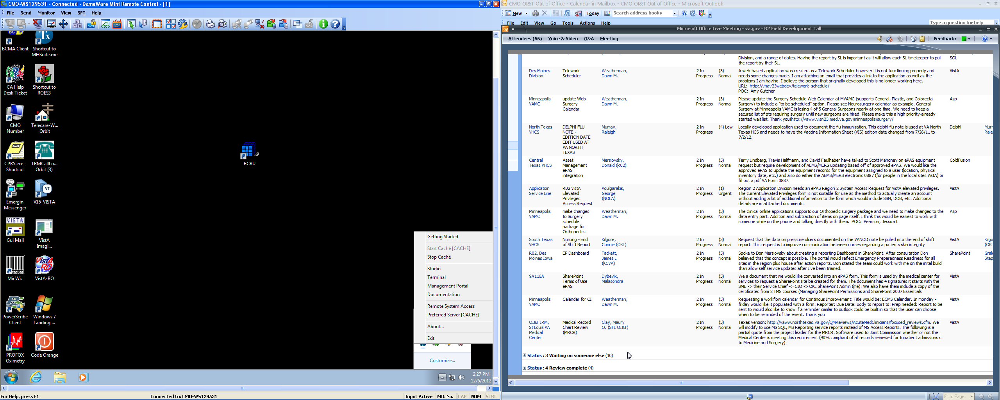 CMO-WS129531 - Connected - DameWare Mini Remote Control - [1]
File Send Monitor View SFT Help
BCMA Client
Shortcut to
MHSuite.exe
CA Help
Desk Ticket
Shortcut to
ROES3
CMO
Number
Telecare-W...
Orbit
CPRS.exe -
Shortcut
TRMCallLo...
Orbit (3)
BCBU
Emergin
Messenger
VT
V15_VISTA
VISTA
Gui Mail
VistA
Imagi...
MicWiz
VistA-RO
PowerScribe
Client
Windows 7
Landing ...
PROFOX
Oximetry
Code Orange
Getting Started
Start Caché [CACHE]
Stop Caché
Studio
Terminal
Management Portal
Documentation
Remote System Access
Preferred Server [CACHE]
About...
Exit
Customize...
2:27 PM
12/5/2012
For Help, press F1
Connected to: CMO-WS129531
Input Active MD: No. CAP NUM SCRL
CMO OI&T Out of Office - Calendar in Mailbox - CMO OI&T Out of Office - Microsoft Outlook
New Today Search address books
File Edit View Go Tools Actions Help
Type a question for help
Microsoft Office Live Meeting - va.gov - R2 Field Development Call
Attendees (56) Voice & Video Q&A Meeting
Feedback:
Division, and a range of dates. Having the report by SL is important as it will allow each SL timekeeper to pull
the report by their SL.
SQL
Des Moines
Division
Telework
Scheduler
Weatherman,
Dawn M.
2 In
Progress
(3)
Normal
A web-based application was created as a Telework Scheduler however it is not functioning properly and
needs some changes made. I am attaching an email that provides a link to the application as well as the
problems I am having. I believe the person that originally developed this is no longer working here.
URL: http://vhav23webdev/telework_schedule/
POC: Amy Gutcher
VistA
Minneapolis
VAMC
update Web
Surgery
Calendar
Weatherman,
Dawn M.
2 In
Progress
(3)
Normal
Please update the Surgery Schedule Web Calendar at MVAMC (supports General, Plastic, and Colorectal
Surgery) to include a "to be scheduled" option. Please see Neurosurgery calendar as example. General
Surgery at Minneapolis VAMC is losing 4 of 5 General Surgeons nearly at one time. We need to keep a
secured list of pts requiring surgery until new surgeons are hired. Please make this a high priority-already
started wait list. Thank you!http://vaww.visn23.med.va.gov/minneapolis/surgery/
Asp
North Texas
VHCS
DELPHI FLU
NOTE -
EDITION DATE
EDIT USED AT
VA NORTH
TEXAS
Murray,
Raleigh
2 In
Progress
(4) Low
Locally developed application used to document the flu immunization. This delphi flu note is used at VA North
Texas HCS and needs to have the Vaccine Information Sheet (VIS) edition date changed from 7/26/11 to
7/2/12.
Delphi
Murr
Rale
Central
Texas VHCS
Asset
Management
ePAS
integration
Mersiovsky,
Donald (R02)
2 In
Progress
(3)
Normal
Terry Lindberg, Travis Halfmann, and David Faulhaber have talked to Scott Mahoney on ePAS equipment
request but require development of AEMS/MERS updating based off of approved ePAS. We would like the
approved ePAS to update the equipment records for the equipment assigned to a user (location, physical
inventory date, etc.) and also do either the AEMS/MERS electronic 0887 (for people in the local sites VistA) or
fill out a pdf VA Form 0887.
ColdFusion
Application
Service Line
R02 VistA
Elevated
Privileges
Access Request
Voulgarakis,
George
(NOLA)
2 In
Progress
(1)
Urgent
Region 2 Application Division needs an ePAS Region 2 System Access Request for VistA elevated privileges.
The current Elevated Privileges form is not suitable for use as the method to actually create an account
without adding a lot of additional information to the form which would include SSN, DOB, etc. Additional
details are in atttached documents.
VistA
Minneapolis
VAMC
make changes
to Surgery
schedule
package for
Orthopedics
Weatherman,
Dawn M.
2 In
Progress
(3)
Normal
The clinical online applications supports our Orthopedic surgery package and we need to make changes to the
data entry part. Addition and subtraction of items on page itself. I think this would be easiest to work with
someone while on the phone and talking directly with them. POC: Pearson, Jessica L
Asp
South Texas
VHCS
Nursing - End
of Shift Report
Kilgore,
Connie (OKL)
2 In
Progress
(3)
Normal
Request that the data on pressure ulcers documented on the VANOD note be pulled into the end of shift
report. This request is to improve communication between nurses regarding a patients skin integrity
VistA
Kilgo
(OKL
R02, Des
Moines Iowa
EP Dashboard
Tackett,
James L
(KCVA)
2 In
Progress
(3)
Normal
Spoke to Don Mersiovsky about creating a reporting Dashboard in SharePoint. After consultation Don
believed that this concept is possible. The portal would reflect Emergency Preparedness Readiness for all
sites in the region plus house after action reports. Don stated the team could work with me on the inital build
than allow self service updates after I've been trained.
SharePoint
Grale
Step
9A116A
SharePoint
Terms of Use
ePAS
Dybevik,
Malasondra
2 In
Progress
(3)
Normal
We a document that we would like converted into an ePAS form. This form is used by the medical center for
services to request a SharePoint site be created for them. The document has 4 signatures it starts with the
SME -> their Service Chief -> CIO -> OKL SharePoint Admin (me). We also have them include a copy of the
certificates from 2 TMS courses (Managing SharePoint Permissions and SharePoint 2007 Essentials
VistA
Minneapolis
VAMC
Calendar for CI
Weatherman,
Dawn M.
2 In
Progress
(3)
Normal
Requesting a workflow calendar for Continous Improvement: Title would be: ECMS Calendar. In monday -
friday would like it populated with a form: Reporter: Due Date: Body to report to: Prep needed: Report to be
sent to would also like to know if a reminder similar to outlook could be built in so that the user can choose
when to be reminded of the event. Thank you
VistA
OI&T IRM,
St Louis VA
Medical
Center
Medical Record
Chart Review
(MRCR)
Clay, Maury
O. (STL OI&T)
2 In
Progress
(3)
Normal
Texas version: http://vaww.northtexas.va.gov/QMReviews/AcuteMedClinicians/focused_reviews.cfm. We
will modify to use MS SQL, MS Reporting service reports instead of MS Access Reports. The following is a
partial quote from the project leader for the MRCR. Software used to Joint Commission whether or not the
Medical Center is meeting this requirement (90% compliant of all records reviewed for Inpatient admissions s
to Medicine and Surgery)
VistA
Status : 3 Waiting on someone else (10)
Status : 4 Review complete (4)
Fit to Page